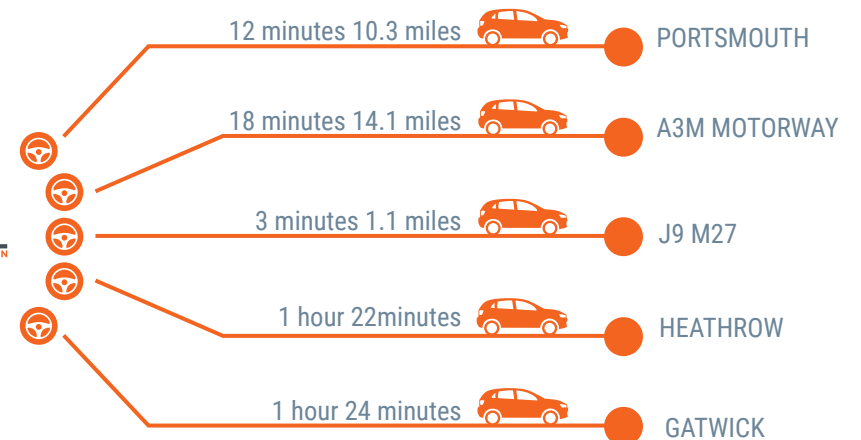 12 minutes 10.3 miles PORTSMOUTH
18 minutes 14.1 miles A3M MOTORWAY
3 minutes 1.1 miles J9 M27
N
1 hour 22minutes HEATHROW
1 hour 24 minutes GATWICK